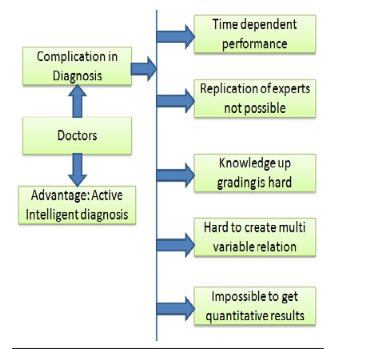 Complication in
Diagnosis
Doctors
Advantage: Active
Intelligent diagnosis
Time dependent
performance
Replication of experts
not possible
Knowledge up
grading is hard
Hard to create multi
variable relation
Impossible to get
quantitative results